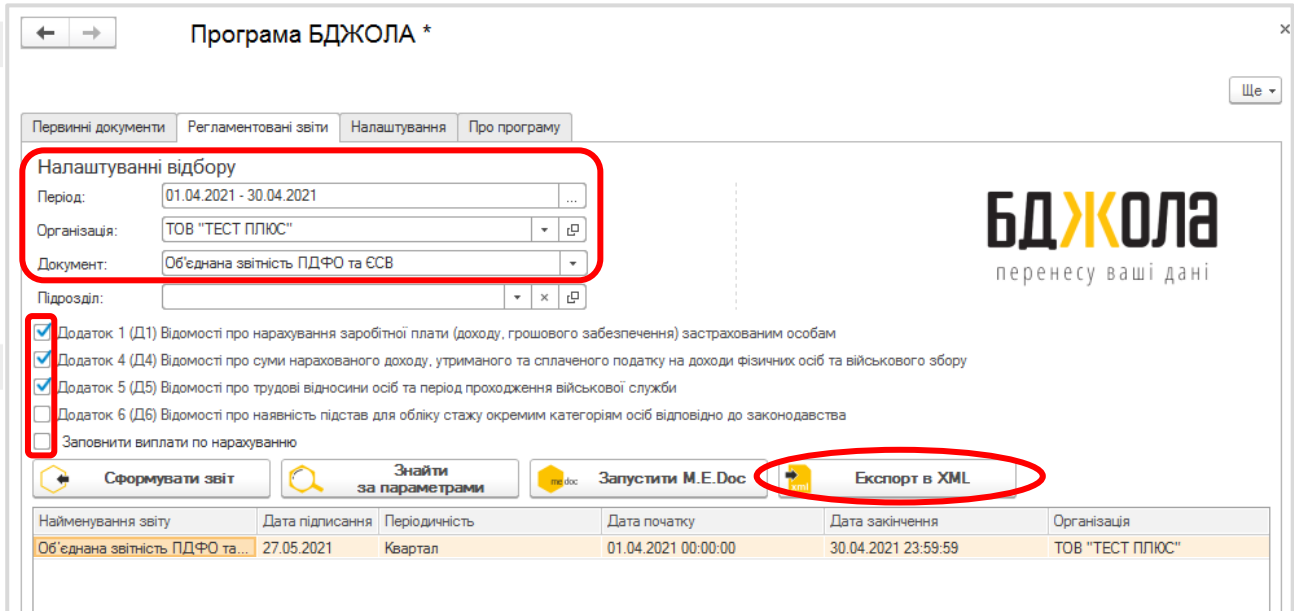 Програма БДЖОЛА *
×
Ще
Первинні документи Регламентовані звіти Налаштування Про програму
Налаштуванні відбору
Період: 01.04.2021 - 30.04.2021 ...
Організація: ТОВ "ТЕСТ ПЛЮС"
Документ: Об'єднана звітність ПДФО та ЄСВ
Підрозділ: ×
БДЖОЛА
перенесу ваші дані
Додаток 1 (Д1) Відомості про нарахування заробітної плати (доходу, грошового забезпечення) застрахованим особам
Додаток 4 (Д4) Відомості про суми нарахованого доходу, утриманого та сплаченого податку на доходи фізичних осіб та військового збору
Додаток 5 (Д5) Відомості про трудові відносини осіб та період проходження військової служби
Додаток 6 (Д6) Відомості про наявність підстав для обліку стажу окремим категоріям осіб відповідно до законодавства
Заповнити виплати по нарахуванню
Сформувати звіт
Знайти
за параметрами
me doc Запустити M.E.Doc
xml Експорт в XML
Найменування звіту Дата підписання Періодичність Дата початку Дата закінчення Організація
Об'єднана звітність ПДФО та... 27.05.2021 Квартал 01.04.2021 00:00:00 30.04.2021 23:59:59 ТОВ "ТЕСТ ПЛЮС"